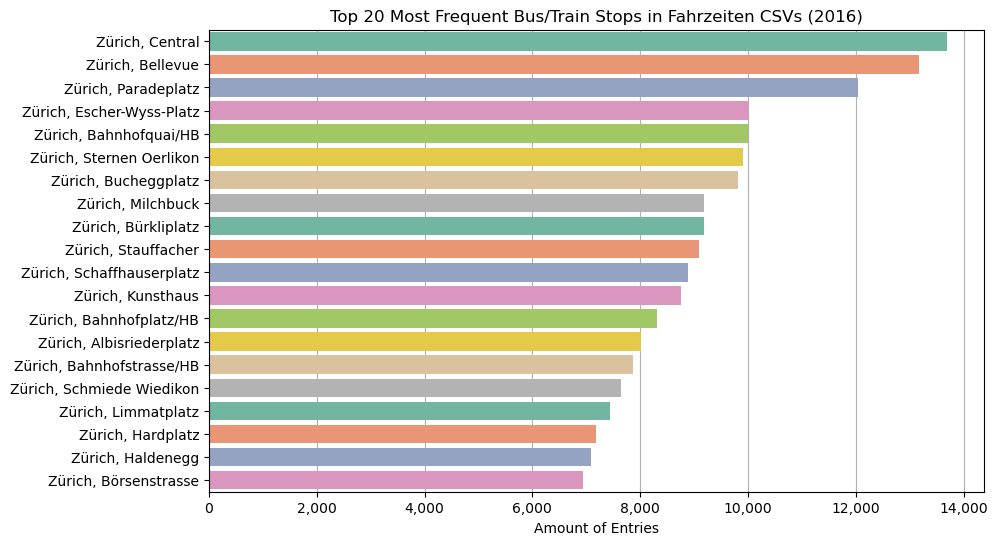 Top 20 Most Frequent Bus/Train Stops in Fahrzeiten CSVs (2016)
Zürich, Central
Zürich, Bellevue
Zürich, Paradeplatz
Zürich, Escher-Wyss-Platz
Zürich, Bahnhofquai/HB
Zürich, Sternen Oerlikon
Zürich, Bucheggplatz
Zürich, Milchbuck
Zürich, Bürkliplatz
Zürich, Stauffacher
Zürich, Schaffhauserplatz
Zürich, Kunsthaus
Zürich, Bahnhofplatz/HB
Zürich, Albisriederplatz
Zürich, Bahnhofstrasse/HB
Zürich, Schmiede Wiedikon
Zürich, Limmatplatz
Zürich, Hardplatz
Zürich, Haldenegg
Zürich, Börsenstrasse
0 2,000 4,000 6,000 8,000 10,000 12,000 14,000
Amount of Entries